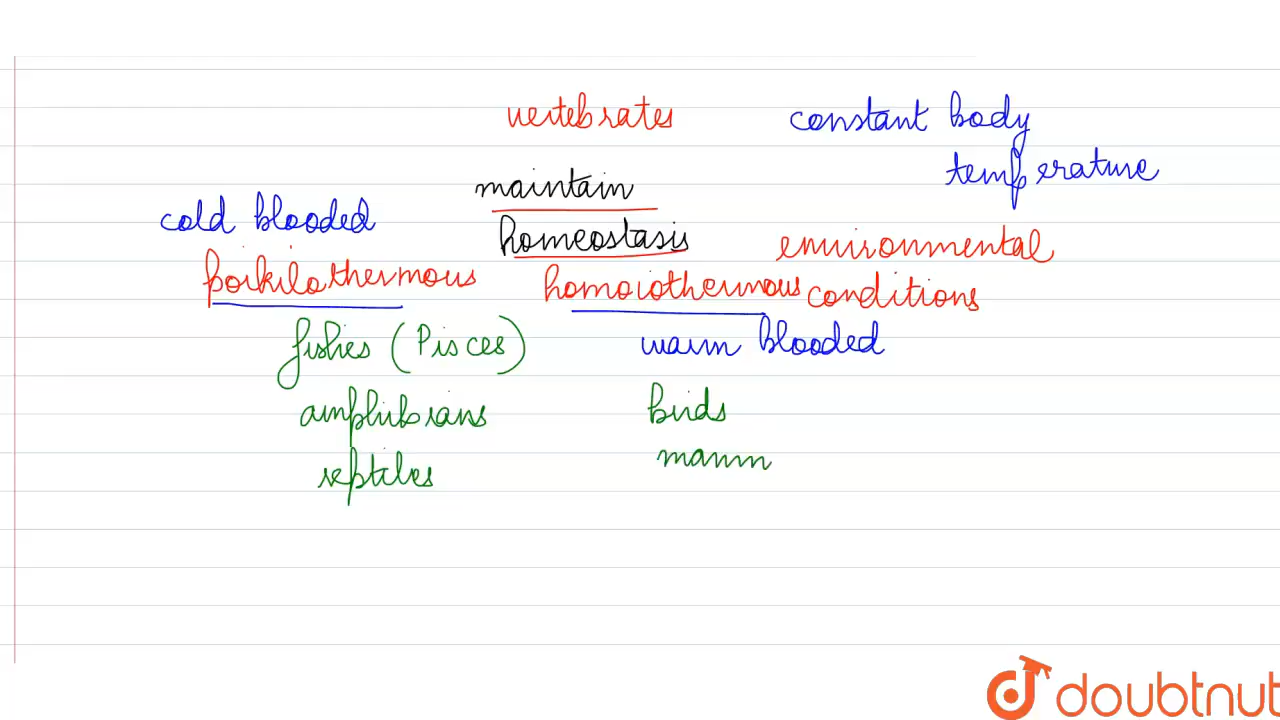 vertebrates
constant body
temperature
maintain
homeostasis
cold blooded
poikilothermous
fishies (Pisces)
amphibians
reptiles
environmental
conditions
homoiothermous
warm blooded
birds
mamm
doubtnut